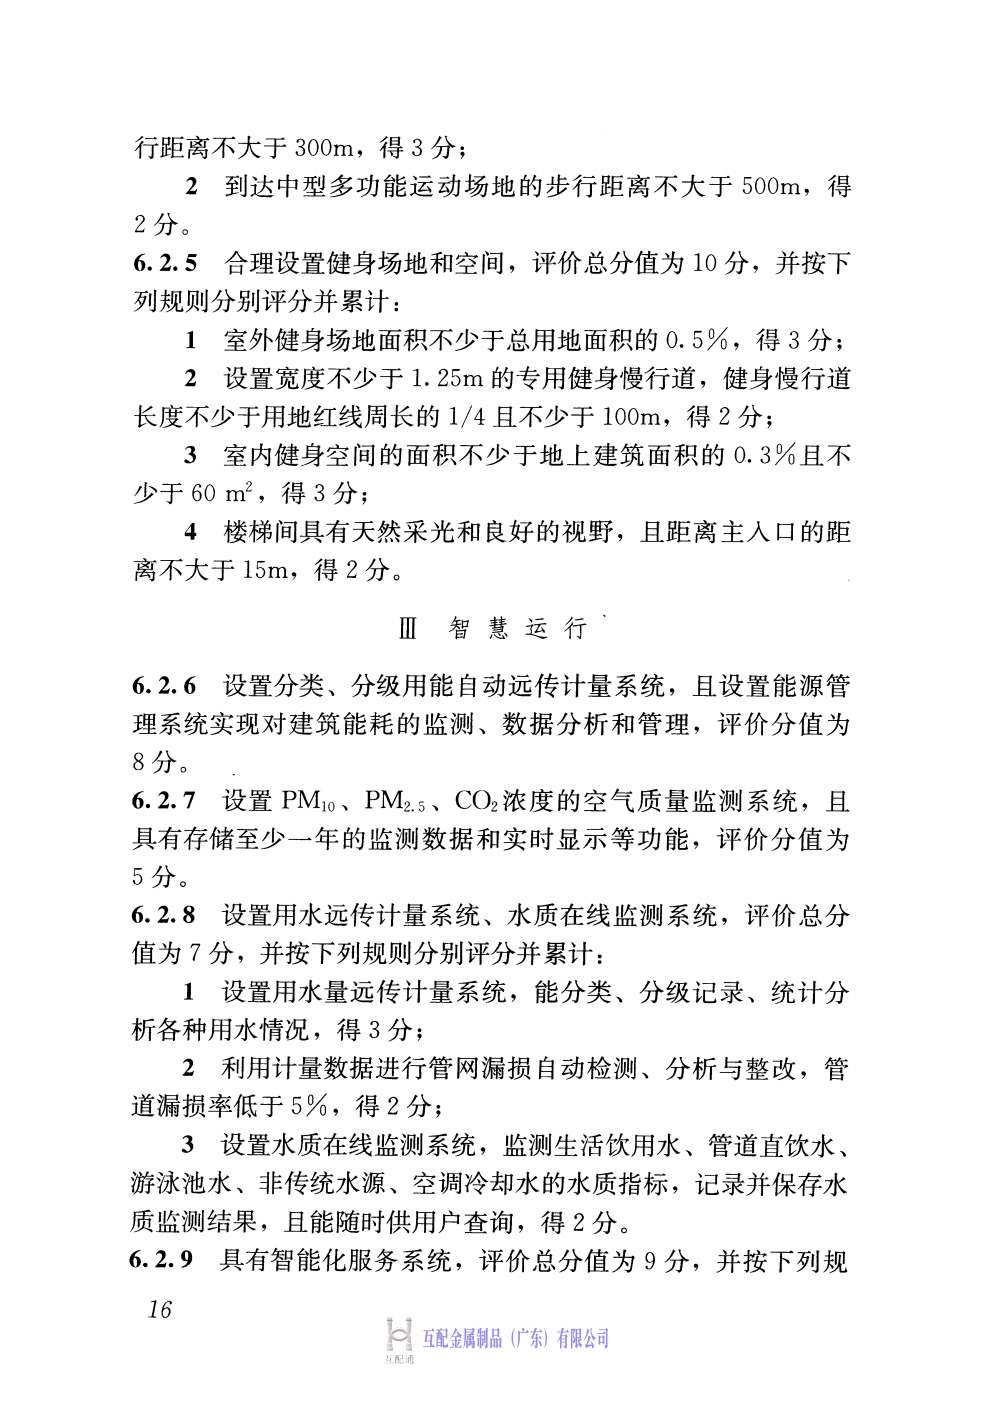 行距离不大于 300m，得 3 分；
2 到达中型多功能运动场地的步行距离不大于 500m，得
2 分。
6.2.5 合理设置健身场地和空间，评价总分值为 10 分，并按下
列规则分别评分并累计：
1 室外健身场地面积不少于总用地面积的 0.5%，得 3 分；
2 设置宽度不少于 1.25m 的专用健身慢行道，健身慢行道
长度不少于用地红线周长的 1/4 且不少于 100m，得 2 分；
3 室内健身空间的面积不少于地上建筑面积的 0.3%且不
少于 60 m²，得 3 分；
4 楼梯间具有天然采光和良好的视野，且距离主入口的距
离不大于 15m，得 2 分。
Ⅲ 智慧运行
6.2.6 设置分类、分级用能自动远传计量系统，且设置能源管
理系统实现对建筑能耗的监测、数据分析和管理，评价分值为
8 分。
6.2.7 设置 PM₁₀、PM₂.₅、CO₂浓度的空气质量监测系统，且
具有存储至少一年的监测数据和实时显示等功能，评价分值为
5 分。
6.2.8 设置用水远传计量系统、水质在线监测系统，评价总分
值为 7 分，并按下列规则分别评分并累计：
1 设置用水量远传计量系统，能分类、分级记录、统计分
析各种用水情况，得 3 分；
2 利用计量数据进行管网漏损自动检测、分析与整改，管
道漏损率低于 5%，得 2 分；
3 设置水质在线监测系统，监测生活饮用水、管道直饮水、
游泳池水、非传统水源、空调冷却水的水质指标，记录并保存水
质监测结果，且能随时供用户查询，得 2 分。
6.2.9 具有智能化服务系统，评价总分值为 9 分，并按下列规
16
互配金属制品（广东）有限公司
互配通